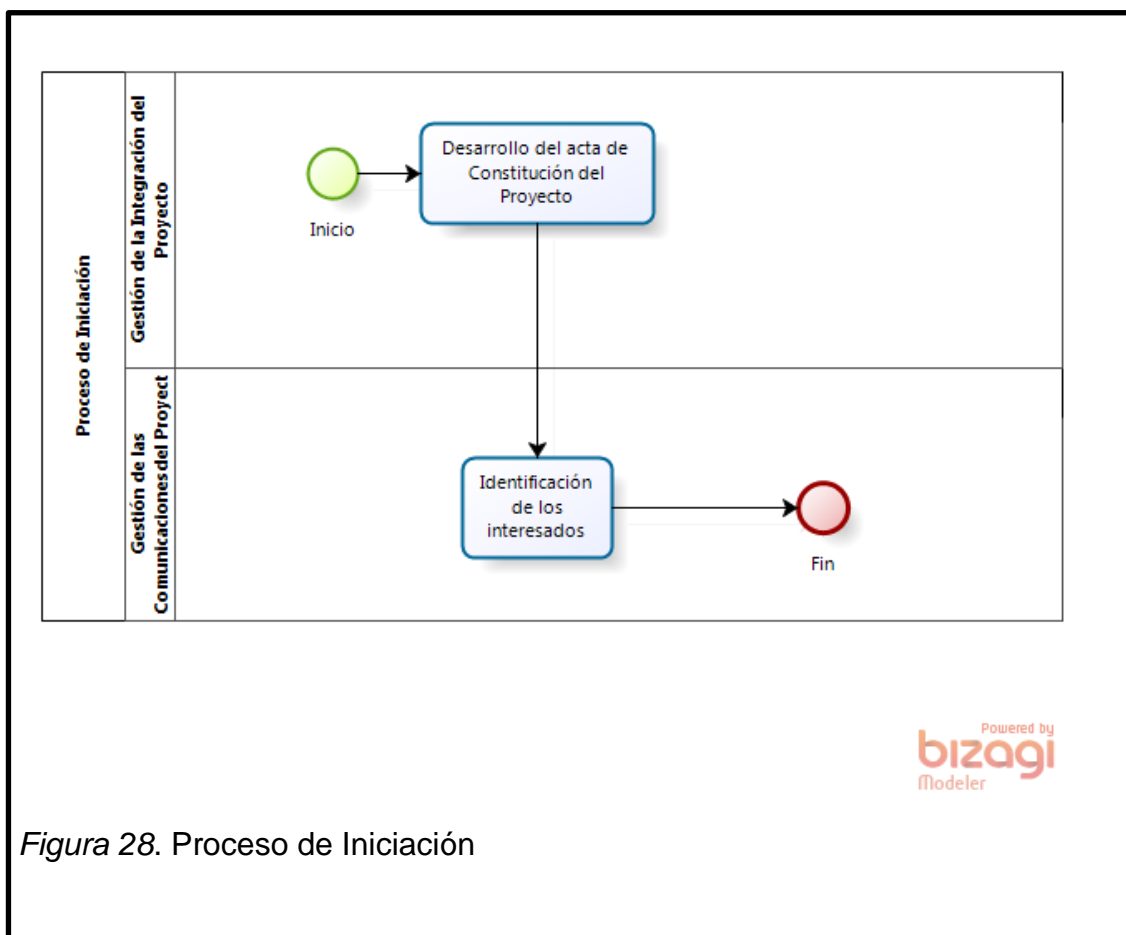 Proceso de Iniciación
Gestión de la Integración del
Proyecto
Desarrollo del acta de
Constitución del
Proyecto
Inicio
Gestión de las
Comunicaciones del Proyect
Identificación
de los
interesados
Fin
Powered by
bizagi
Modeler
Figura 28. Proceso de Iniciación